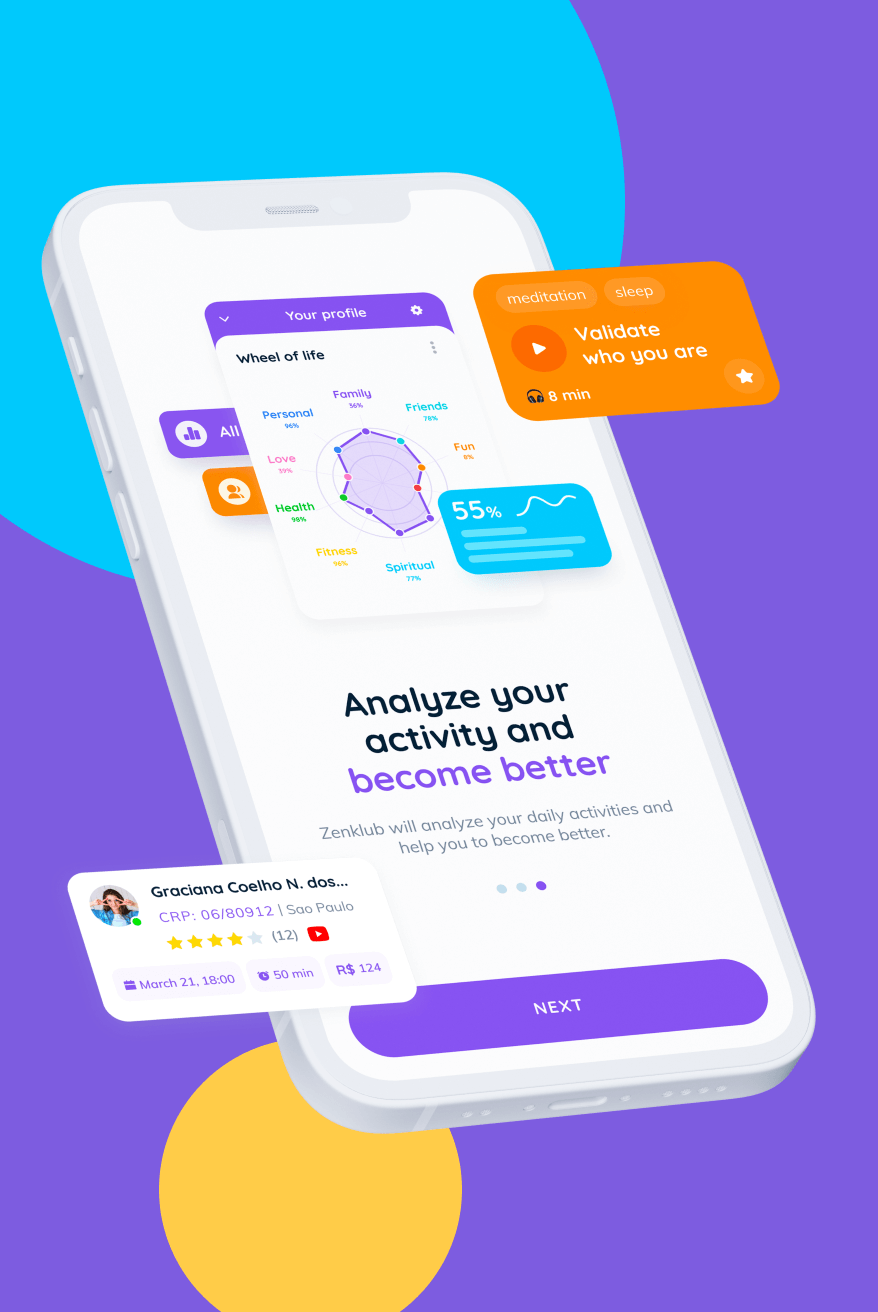 meditation
sleep
Validate
who you are
8 min
Your profile
Wheel of life
Family
36%
Personal
96%
Friends
78%
All
Love
39%
Fun
8%
Health
98%
55%
Fitness
96%
Spiritual
77%
Analyze your
activity and
become better
Zenklub will analyze your daily activities and
help you to become better.
Graciana Coelho N. dos...
CRP: 06/80912 | Sao Paulo
(12)
March 21, 18:00
50 min
R$ 124
NEXT